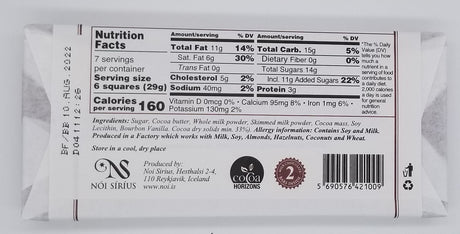 Nutrition
Facts
7 servings
per container
Serving size
6 squares (29g)
Calories
per serving 160
Amount/serving % DV
Total Fat 11g 14%
Sat. Fat 6g 30%
Trans Fat 0g
Cholesterol 5g 2%
Sodium 40mg 2%
Amount/serving % DV
Total Carb. 15g 5%
Dietary Fiber 0g 0%
Total Sugars 14g
Incl. 11g Added Sugars 22%
Protein 3g
Vitamin D 0mcg 0% • Calcium 95mg 8% • Iron 1mg 6% •
Potassium 130mg 2%
*The % Daily
Value (DV)
tells you
how much a
nutrient in
a serving of
food contributes
to a daily diet.
2,000 calories
a day is used
for general
nutrition
advice.
BF/BB 10.AUG.2022
D041112:26
Ingredients: Sugar, Cocoa butter, Whole milk powder, Skimmed milk powder, Cocoa mass, Soy
Lecithin, Bourbon Vanilla. Cocoa dry solids min. 33%). Allergy information: Contains Soy and Milk.
Produced in a Factory which works with Milk, Soy, Almonds, Hazelnuts, Coconuts and Wheat.
Store in a cool, dry place
NS
NÓI SÍRÍUS
Produced by:
Noi Sirius, Hesthalsi 2-4,
110 Reykjavik, Iceland
www.noi.is
cocoa
HORIZONS
2
5 690576 421009